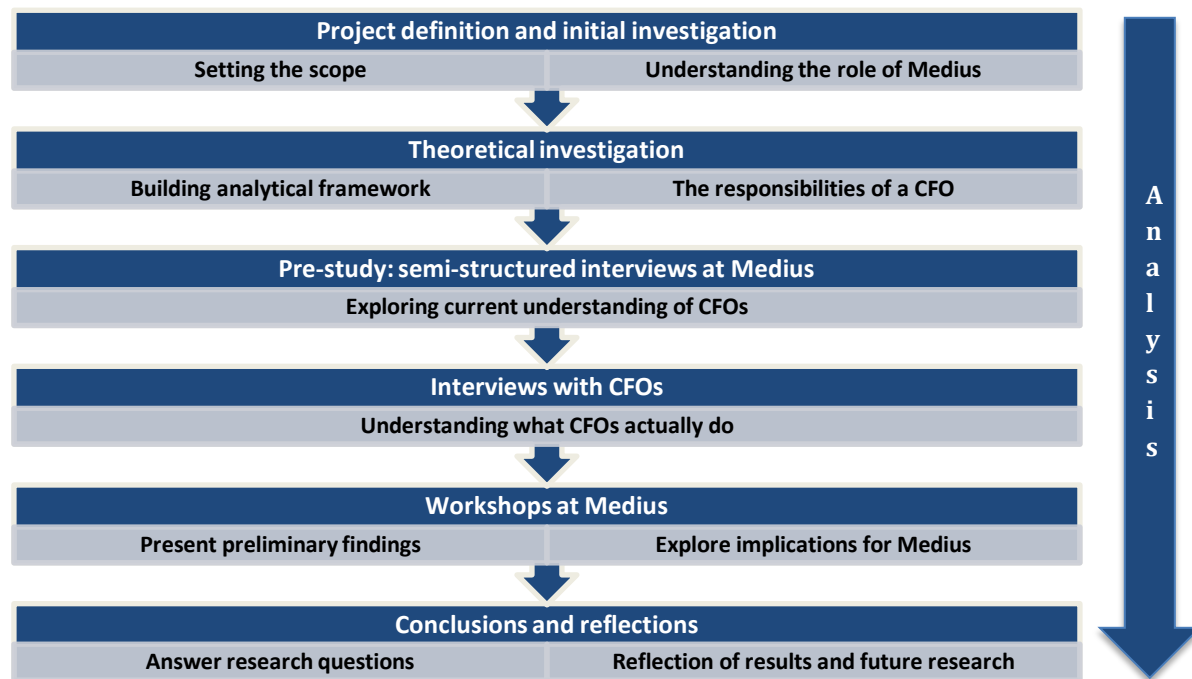 Project definition and initial investigation
Setting the scope
Understanding the role of Medius
Theoretical investigation
Building analytical framework
The responsibilities of a CFO
Pre-study: semi-structured interviews at Medius
Exploring current understanding of CFOs
Interviews with CFOs
Understanding what CFOs actually do
Workshops at Medius
Present preliminary findings
Explore implications for Medius
Conclusions and reflections
Answer research questions
Reflection of results and future research
Analysis